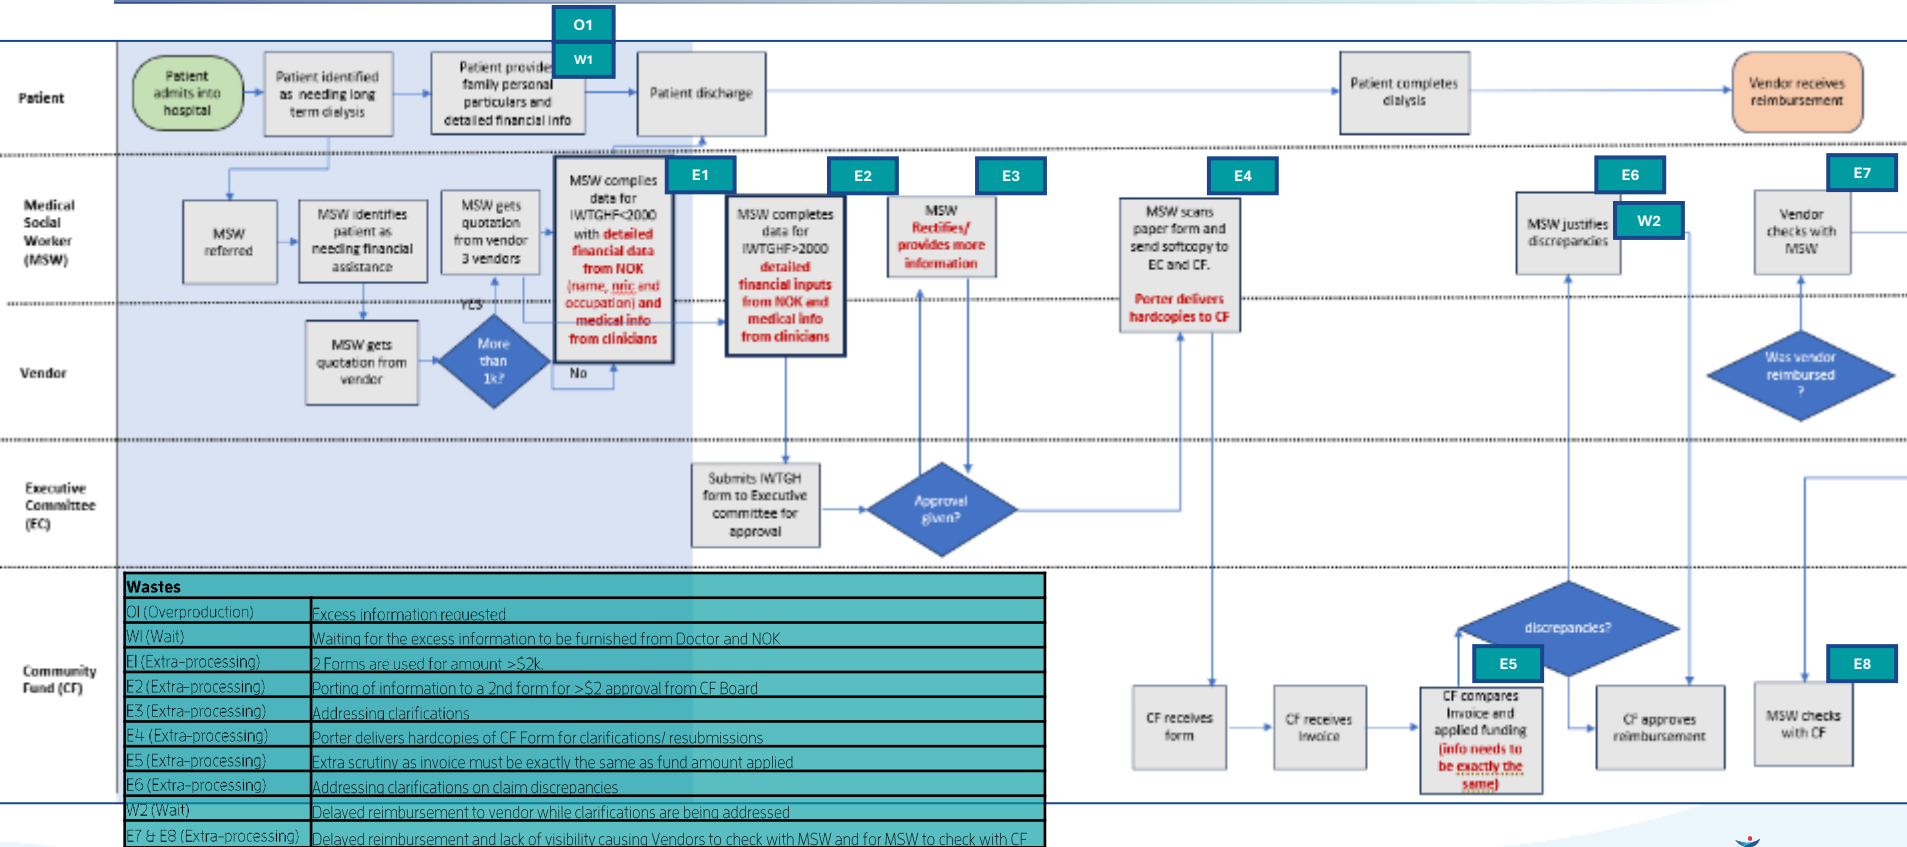 O1
W1
Patient
Patient
admits into
hospital
Patient identified
as needing long
term dialysis
Patient provide
family personal
particulars and
detailed financial info
Patient discharge
Patient completes
dialysis
Vendor receives
reimbursement
Medical
Social
Worker
(MSW)
MSW
referred
MSW identifies
patient as
needing financial
assistance
MSW gets
quotation
from vendor
3 vendors
E1
MSW compiles
data for
IWTGHF<2000
with detailed
financial data
from NOK
(name, nric and
occupation) and
medical info
from clinicians
E2
MSW completes
data for
IWTGHF>2000
detailed
financial inputs
from NOK and
medical info
from clinicians
E3
MSW
Rectifies/
provides more
information
E4
MSW scans
paper form and
send softcopy to
EC and CF.
Porter delivers
hardcopies to CF
E6
W2
MSW justifies
discrepancies
E7
Vendor
checks with
MSW
Vendor
MSW gets
quotation from
vendor
YES
More
than
1k?
No
Was vendor
reimbursed
?
Executive
Committee
(EC)
Submits IWTGH
form to Executive
committee for
approval
Approval
given?
Community
Fund (CF)
CF receives
form
CF receives
Invoice
E5
CF compares
Invoice and
applied funding
(info needs to
be exactly the
same)
discrepancies?
CF approves
reimbursement
E8
MSW checks
with CF
Wastes
O1 (Overproduction) Excess information requested
W1 (Wait) Waiting for the excess information to be furnished from Doctor and NOK
E1 (Extra-processing) 2 Forms are used for amount >$2k.
E2 (Extra-processing) Porting of information to a 2nd form for >$2 approval from CF Board
E3 (Extra-processing) Addressing clarifications
E4 (Extra-processing) Porter delivers hardcopies of CF Form for clarifications/ resubmissions
E5 (Extra-processing) Extra scrutiny as invoice must be exactly the same as fund amount applied
E6 (Extra-processing) Addressing clarifications on claim discrepancies
W2 (Wait) Delayed reimbursement to vendor while clarifications are being addressed
E7 & E8 (Extra-processing) Delayed reimbursement and lack of visibility causing Vendors to check with MSW and for MSW to check with CF